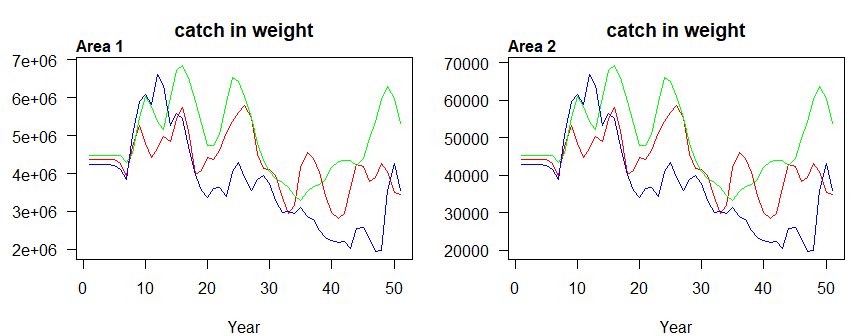 catch in weight
Area 1
7e+06
6e+06
5e+06
4e+06
3e+06
2e+06
0 10 20 30 40 50
Year
catch in weight
Area 2
70000
60000
50000
40000
30000
20000
0 10 20 30 40 50
Year